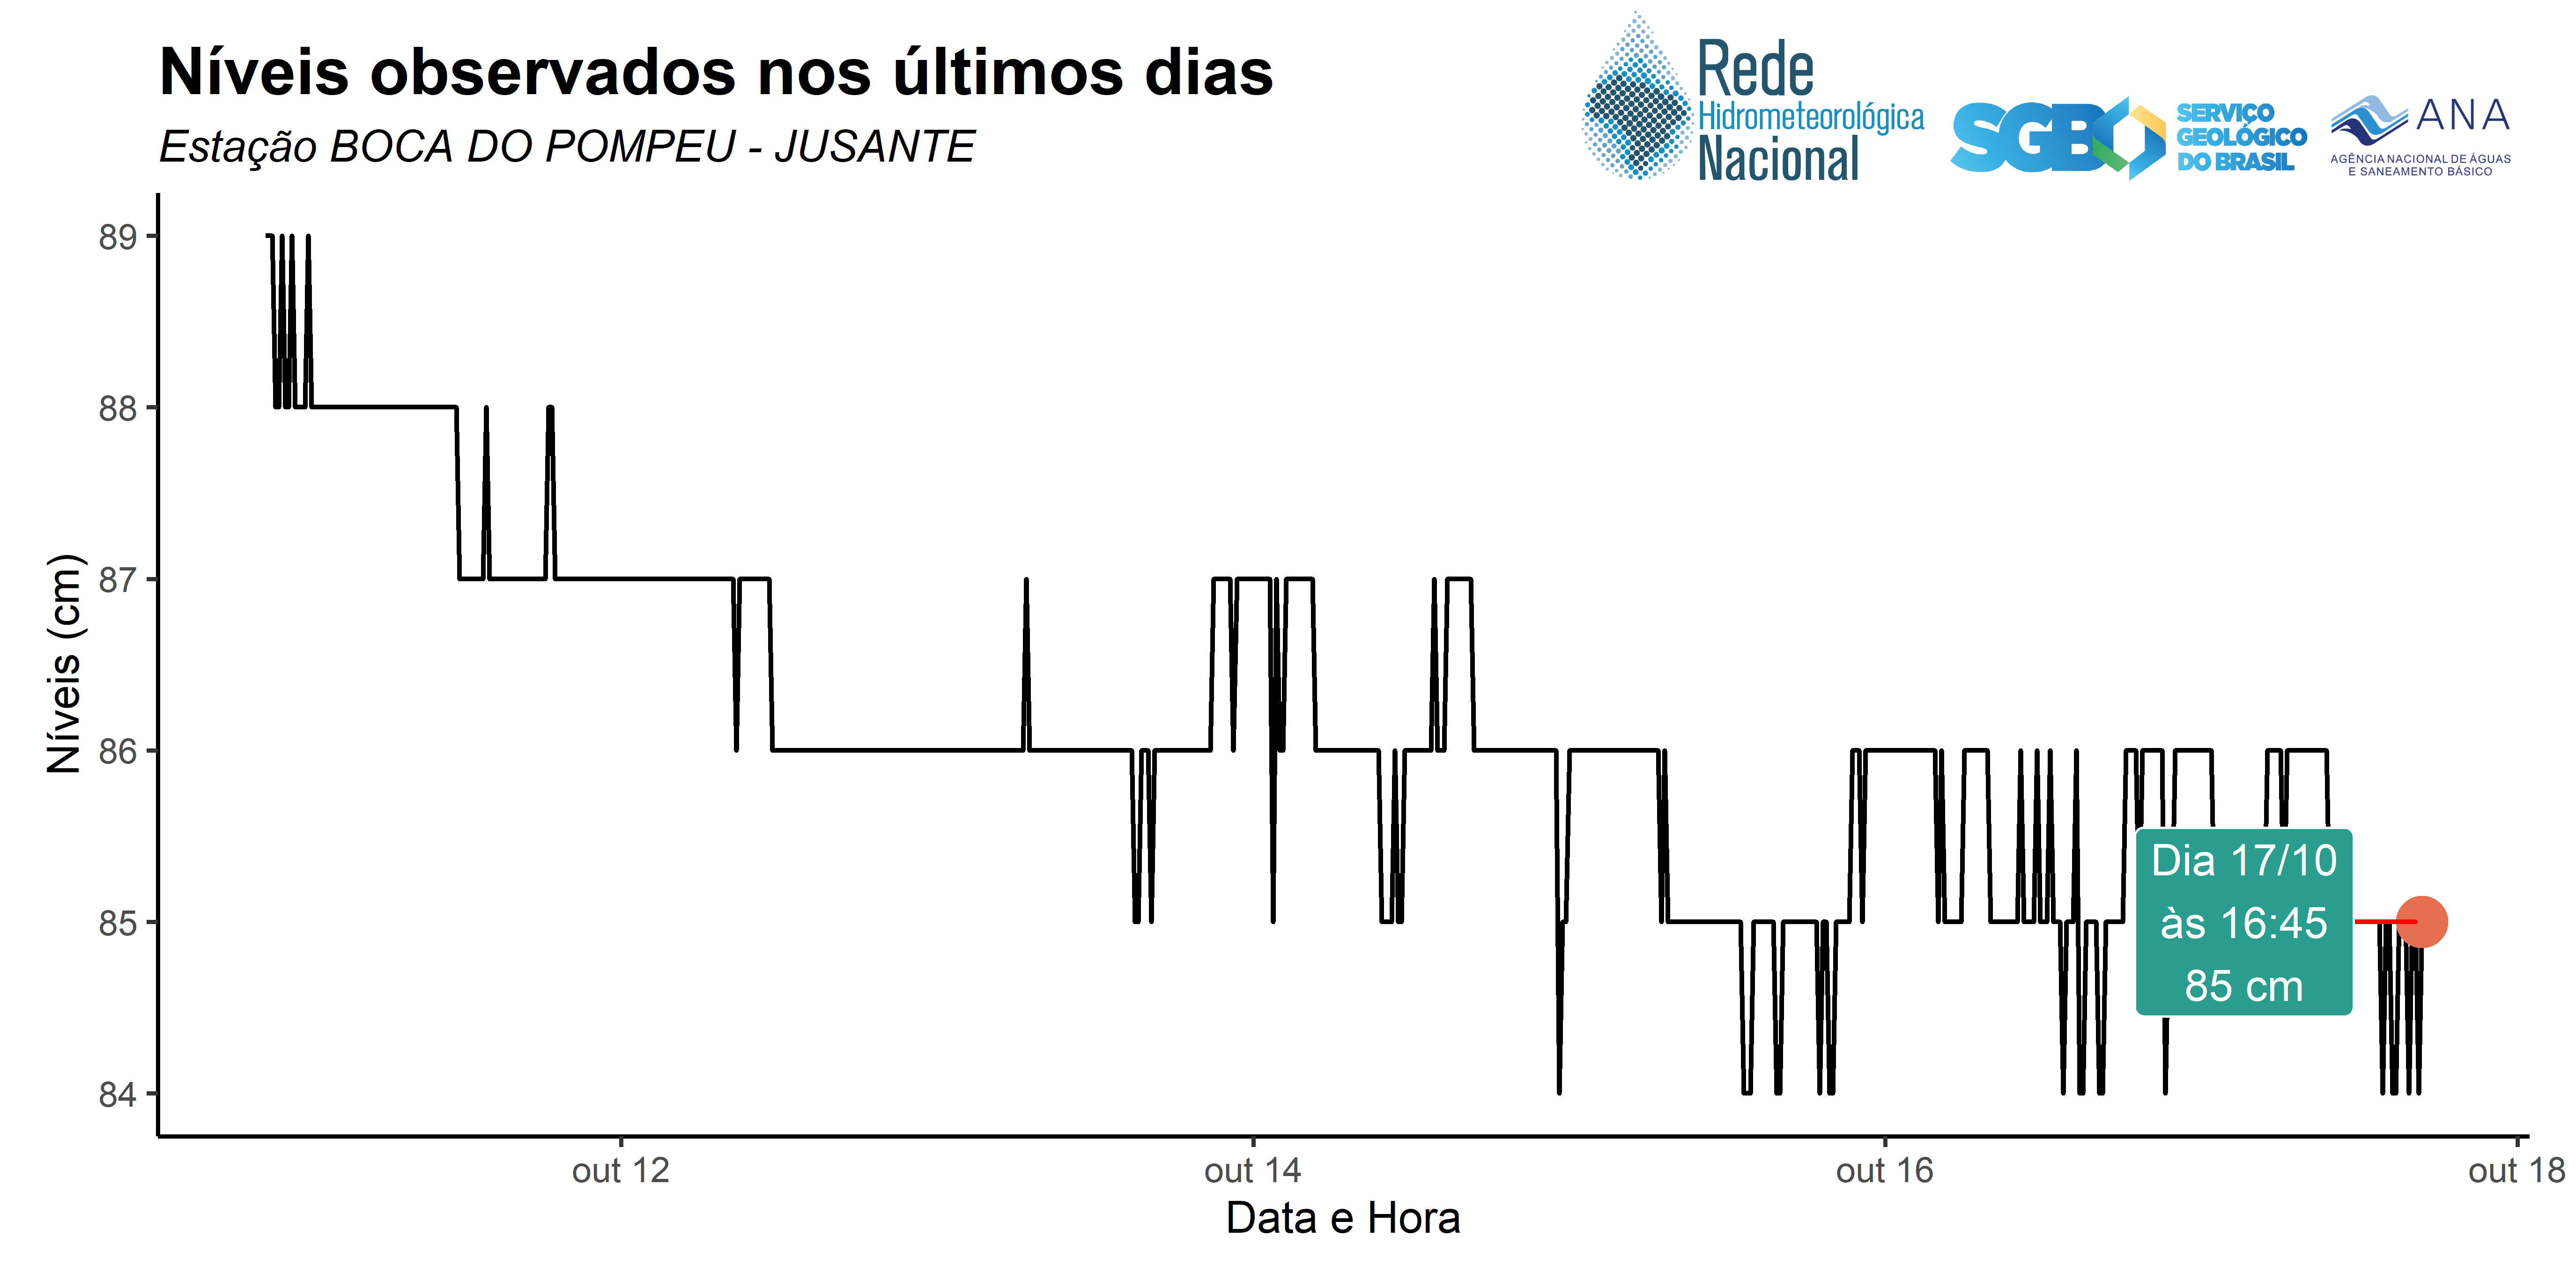 Níveis observados nos últimos dias
Estação BOCA DO POMPEU - JUSANTE
Rede
Hidrometeorológica
Nacional
SGB
SERVIÇO
GEOLÓGICO
DO BRASIL
ANA
AGÊNCIA NACIONAL DE ÁGUAS
E SANEAMENTO BÁSICO
Níveis (cm)
89
88
87
86
85
84
Dia 17/10
às 16:45
85 cm
out 12
out 14
out 16
out 18
Data e Hora